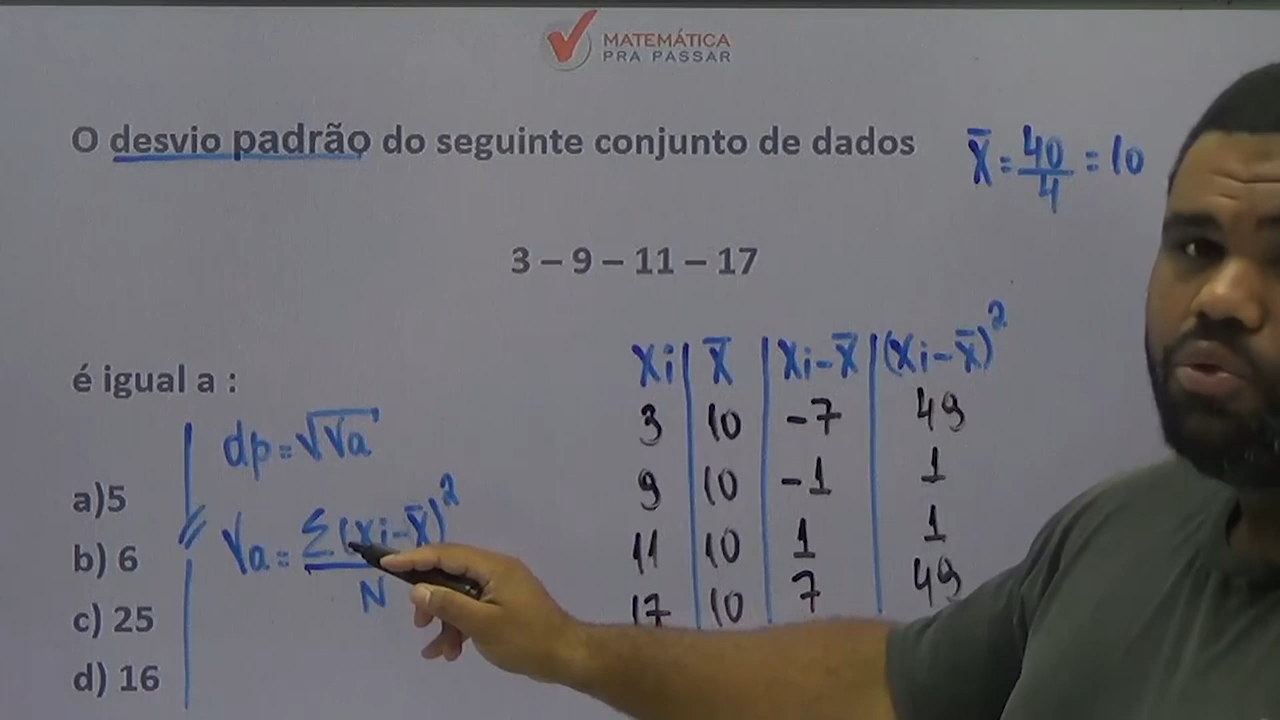 MATEMÁTICA
PRA PASSAR
O desvio padrão do seguinte conjunto de dados
X̄ = 40/4 = 10
3 – 9 – 11 – 17
é igual a :
dp = √Va
Va = Σ(Xi-X̄)² / N
a)5
b) 6
c) 25
d) 16
Xi | X̄ | Xi-X̄ | (Xi-X̄)²
3 | 10 | -7 | 49
9 | 10 | -1 | 1
11 | 10 | 1 | 1
17 | 10 | 7 | 49